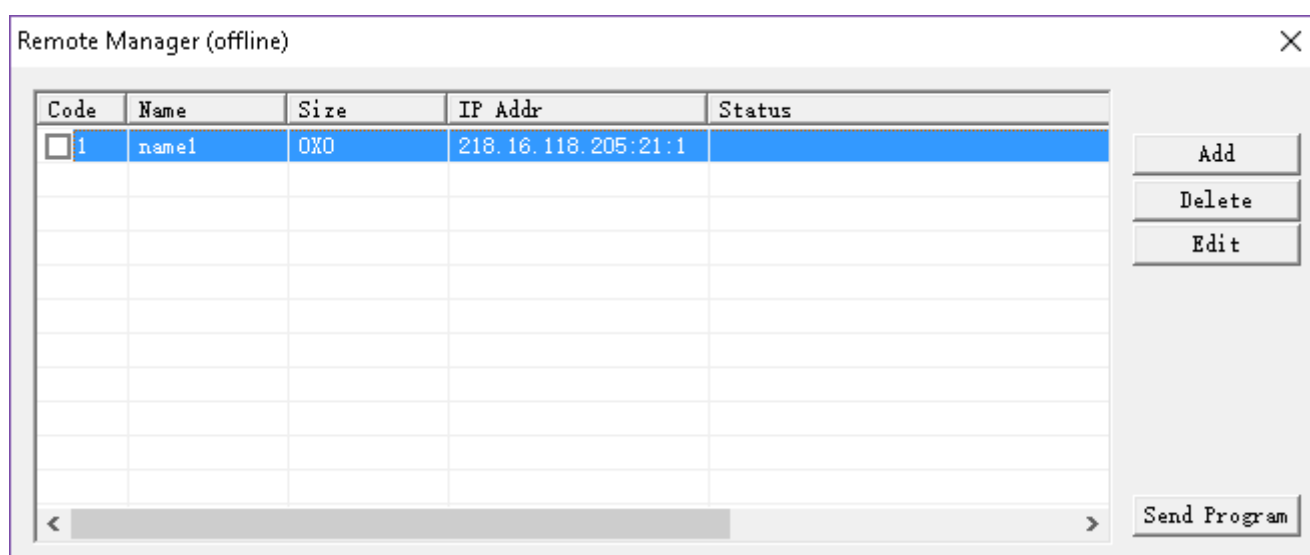 Remote Manager (offline)
Code Name Size IP Addr Status
1 name1 0X0 218.16.118.205:21:1
Add
Delete
Edit
Send Program